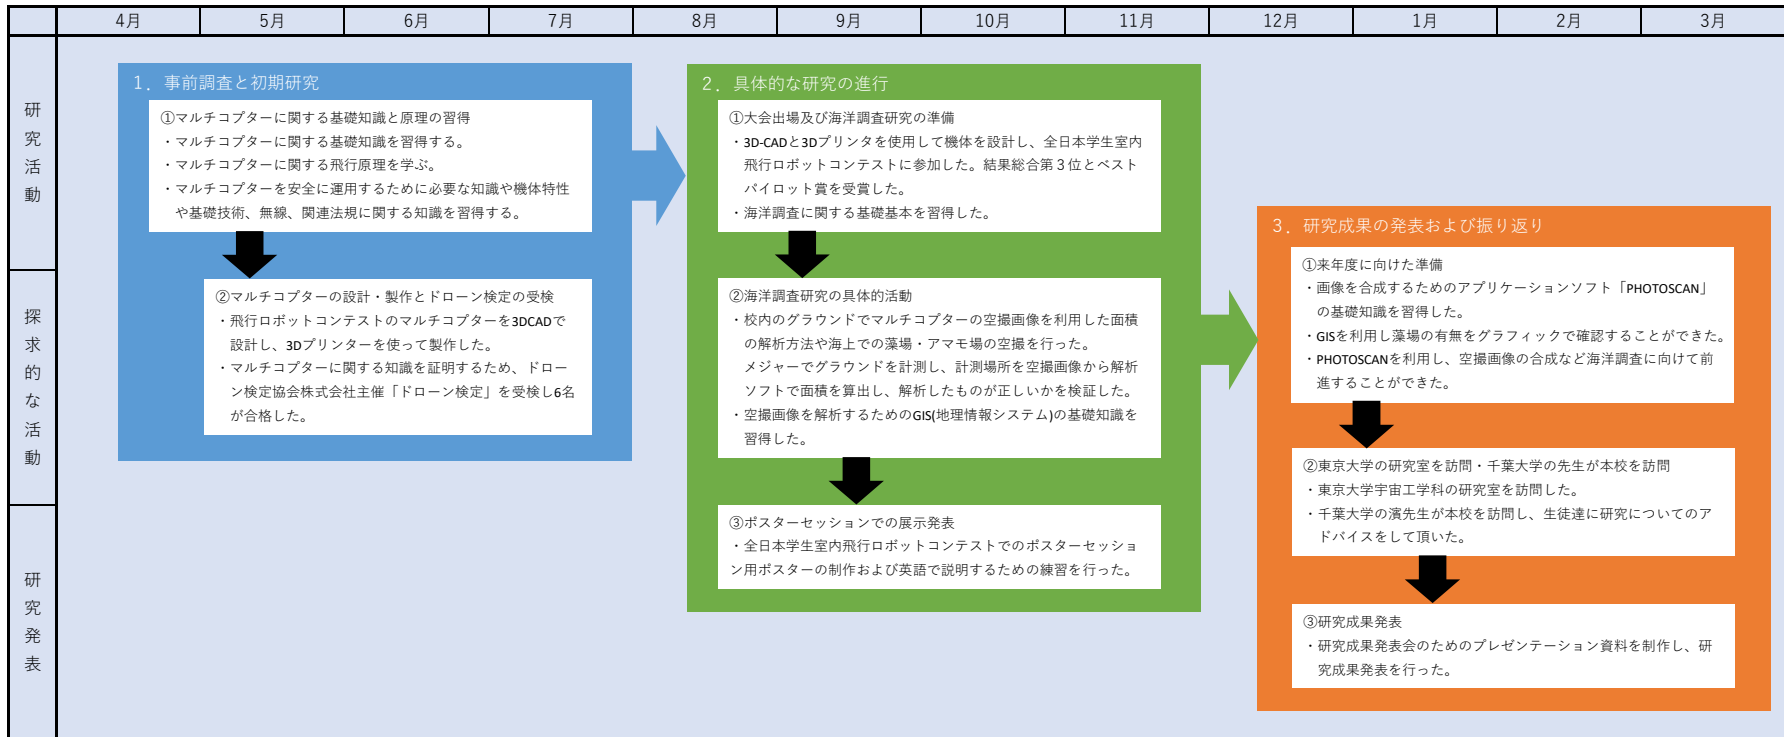 4月 5月 6月 7月 8月 9月 10月 11月 12月 1月 2月 3月
研究活動
探求的な活動
研究発表
1．事前調査と初期研究
①マルチコプターに関する基礎知識と原理の習得
・マルチコプターに関する基礎知識を習得する。
・マルチコプターに関する飛行原理を学ぶ。
・マルチコプターを安全に運用するために必要な知識や機体特性
や基礎技術、無線、関連法規に関する知識を習得する。
②マルチコプターの設計・製作とドローン検定の受検
・飛行ロボットコンテストのマルチコプターを3DCADで
設計し、3Dプリンターを使って製作した。
・マルチコプターに関する知識を証明するため、ドロー
ン検定協会株式会社主催「ドローン検定」を受検し6名
が合格した。
2．具体的な研究の進行
①大会出場及び海洋調査研究の準備
・3D-CADと3Dプリンタを使用して機体を設計し、全日本学生室内
飛行ロボットコンテストに参加した。結果総合第３位とベスト
パイロット賞を受賞した。
・海洋調査に関する基礎基本を習得した。
②海洋調査研究の具体的活動
・校内のグラウンドでマルチコプターの空撮画像を利用した面積
の解析方法や海上での藻場・アマモ場の空撮を行った。
メジャーでグラウンドを計測し、計測場所を空撮画像から解析
ソフトで面積を算出し、解析したものが正しいかを検証した。
・空撮画像を解析するためのGIS(地理情報システム)の基礎知識を
習得した。
③ポスターセッションでの展示発表
・全日本学生室内飛行ロボットコンテストでのポスターセッショ
ン用ポスターの制作および英語で説明するための練習を行った。
3．研究成果の発表および振り返り
①来年度に向けた準備
・画像を合成するためのアプリケーションソフト「PHOTOSCAN」
の基礎知識を習得した。
・GISを利用し藻場の有無をグラフィックで確認することができた。
・PHOTOSCANを利用し、空撮画像の合成など海洋調査に向けて前
進することができた。
②東京大学の研究室を訪問・千葉大学の先生が本校を訪問
・東京大学宇宙工学科の研究室を訪問した。
・千葉大学の濱先生が本校を訪問し、生徒達に研究についてのア
ドバイスをして頂いた。
③研究成果発表
・研究成果発表会のためのプレゼンテーション資料を制作し、研
究成果発表を行った。